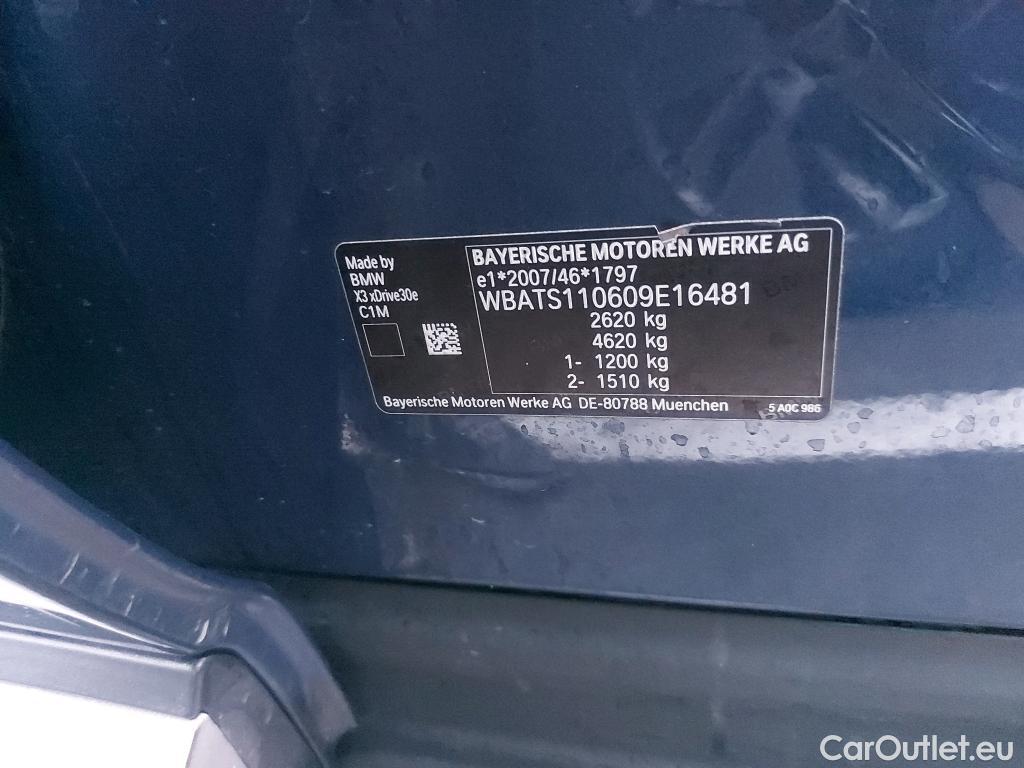 Made by
BMW
X3 xDrive30e
C1M
BAYERISCHE MOTOREN WERKE AG
e1*2007/46*1797
WBATS110609E16481
2620 kg
4620 kg
1- 1200 kg
2- 1510 kg
Bayerische Motoren Werke AG DE-80788 Muenchen
5 A0C 986
CarOutlet.eu